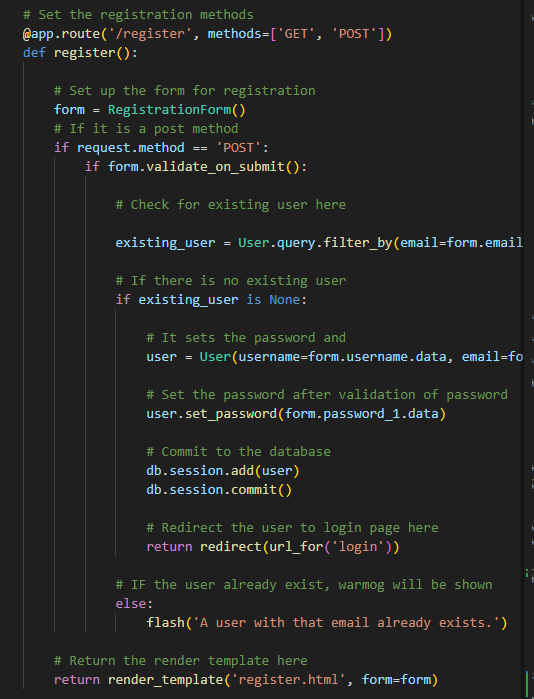 # Set the registration methods
@app.route('/register', methods=['GET', 'POST'])
def register():
# Set up the form for registration
form = RegistrationForm()
# If it is a post method
if request.method == 'POST':
if form.validate_on_submit():
# Check for existing user here
existing_user = User.query.filter_by(email=form.email
# If there is no existing user
if existing_user is None:
# It sets the password and
user = User(username=form.username.data, email=fo
# Set the password after validation of password
user.set_password(form.password_1.data)
# Commit to the database
db.session.add(user)
db.session.commit()
# Redirect the user to login page here
return redirect(url_for('login'))
# IF the user already exist, warmog will be shown
else:
flash('A user with that email already exists.')
# Return the render template here
return render_template('register.html', form=form)